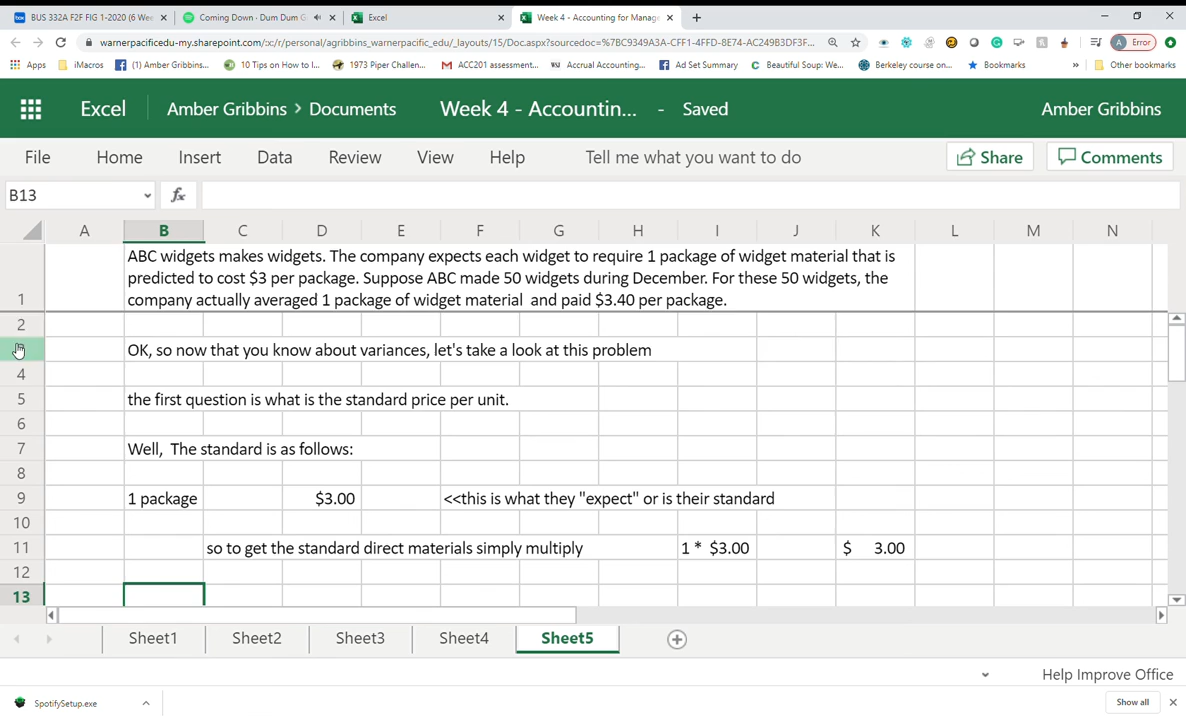 BUS 332A F2F FIG 1-2020 (6 Wee
Coming Down - Dum Dum G
Excel
Week 4 - Accounting for Manag
warnerpacificedu-my.sharepoint.com/:x:/r/personal/agribbins_warnerpacific_edu/_layouts/15/Doc.aspx?sourcedoc=%7BC9349A3A-CFF1-4FFD-8E74-AC249B3DF3F...
A Error
Apps iMacros (1) Amber Gribbins... 10 Tips on How to I... 1973 Piper Challen... ACC201 assessment... Accrual Accounting... Ad Set Summary Beautiful Soup: We... Berkeley course on... Bookmarks » Other bookmarks
Excel Amber Gribbins > Documents Week 4 - Accountin... - Saved Amber Gribbins
File Home Insert Data Review View Help Tell me what you want to do Share Comments
B13 fx
A B C D E F G H I J K L M N
ABC widgets makes widgets. The company expects each widget to require 1 package of widget material that is
predicted to cost $3 per package. Suppose ABC made 50 widgets during December. For these 50 widgets, the
1 company actually averaged 1 package of widget material and paid $3.40 per package.
2
OK, so now that you know about variances, let's take a look at this problem
4
5 the first question is what is the standard price per unit.
6
7 Well, The standard is as follows:
8
9 1 package $3.00 <<this is what they "expect" or is their standard
10
11 so to get the standard direct materials simply multiply 1 * $3.00 $ 3.00
12
13
Sheet1 Sheet2 Sheet3 Sheet4 Sheet5
Help Improve Office
SpotifySetup.exe Show all